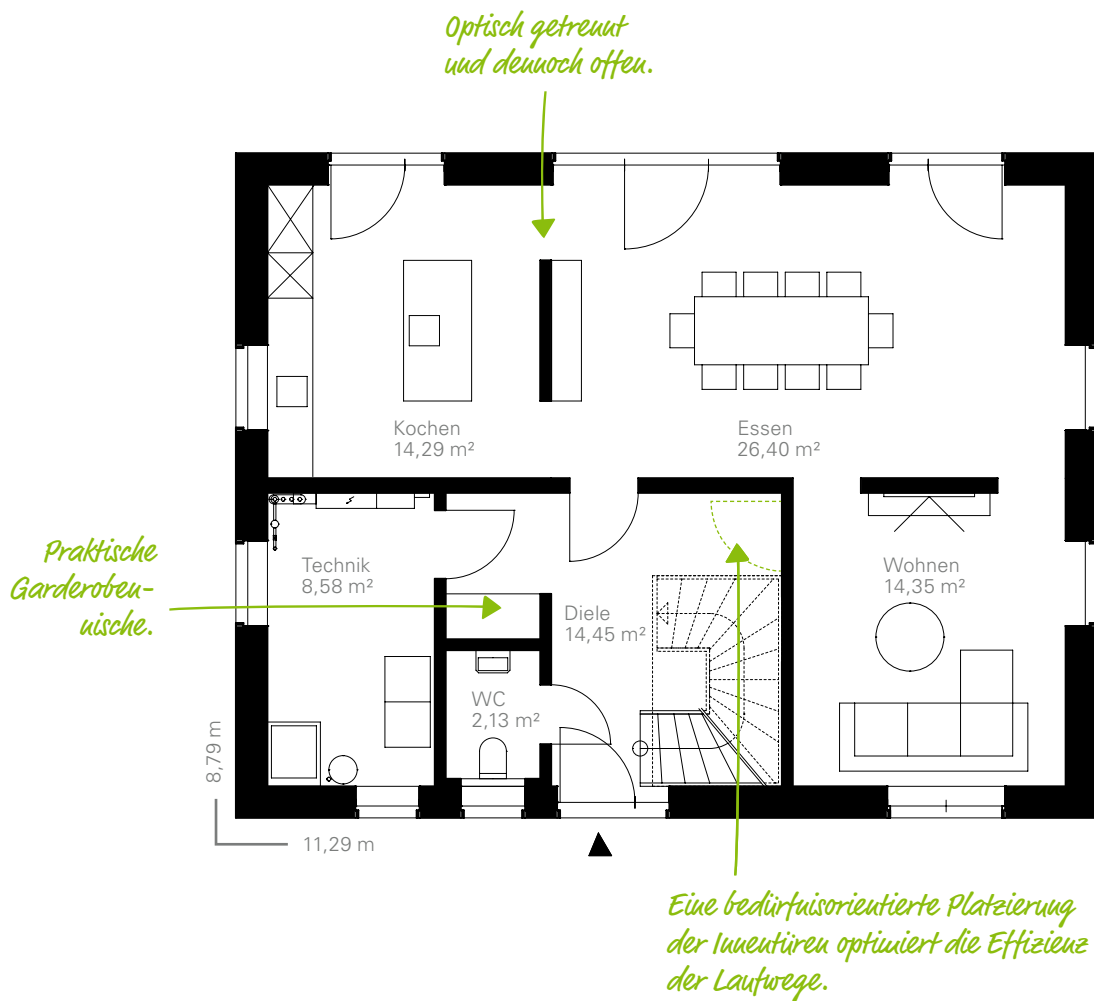 Optisch getrennt
und dennoch offen.
Kochen
14,29 m²
Essen
26,40 m²
Praktische
Garderoben-
nische.
Technik
8,58 m²
Diele
14,45 m²
Wohnen
14,35 m²
WC
2,13 m²
8,79 m
11,29 m
Eine bedürfnisorientierte Platzierung
der Innentüren optimiert die Effizienz
der Laufwege.